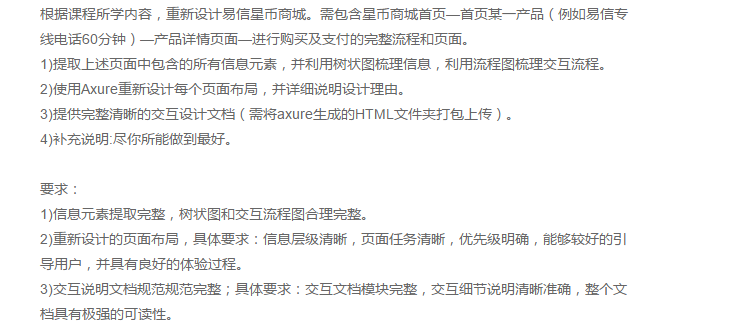 根据课程所学内容，重新设计易信星币商城。需包含星币商城首页—首页某一产品（例如易信专
线电话60分钟）—产品详情页面—进行购买及支付的完整流程和页面。
1)提取上述页面中包含的所有信息元素，并利用树状图梳理信息，利用流程图梳理交互流程。
2)使用Axure重新设计每个页面布局，并详细说明设计理由。
3)提供完整清晰的交互设计文档（需将axure生成的HTML文件夹打包上传）。
4)补充说明:尽你所能做到最好。
要求：
1)信息元素提取完整，树状图和交互流程图合理完整。
2)重新设计的页面布局，具体要求：信息层级清晰，页面任务清晰，优先级明确，能够较好的引
导用户，并具有良好的体验过程。
3)交互说明文档规范规范完整；具体要求：交互文档模块完整，交互细节说明清晰准确，整个文
档具有极强的可读性。